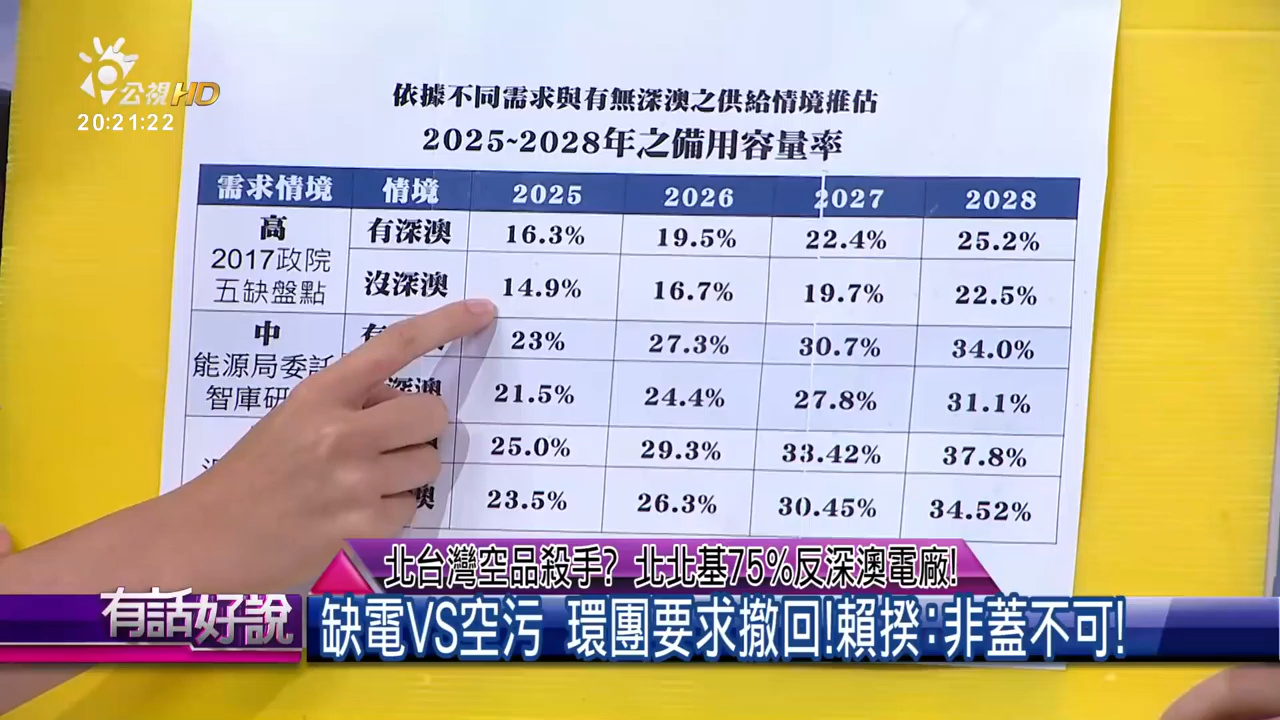 公視HD
20:21:22
依據不同需求與有無深澳之供給情境推估
2025~2028年之備用容量率
需求情境 情境 2025 2026 2027 2028
高 有深澳 16.3% 19.5% 22.4% 25.2%
2017政院
五缺盤點 沒深澳 14.9% 16.7% 19.7% 22.5%
中 有 23% 27.3% 30.7% 34.0%
能源局委託
智庫研 深澳 21.5% 24.4% 27.8% 31.1%
25.0% 29.3% 33.42% 37.8%
澳 23.5% 26.3% 30.45% 34.52%
北台灣空品殺手? 北北基75%反深澳電廠!
有話好說
缺電VS空污 環團要求撤回!賴揆:非蓋不可!